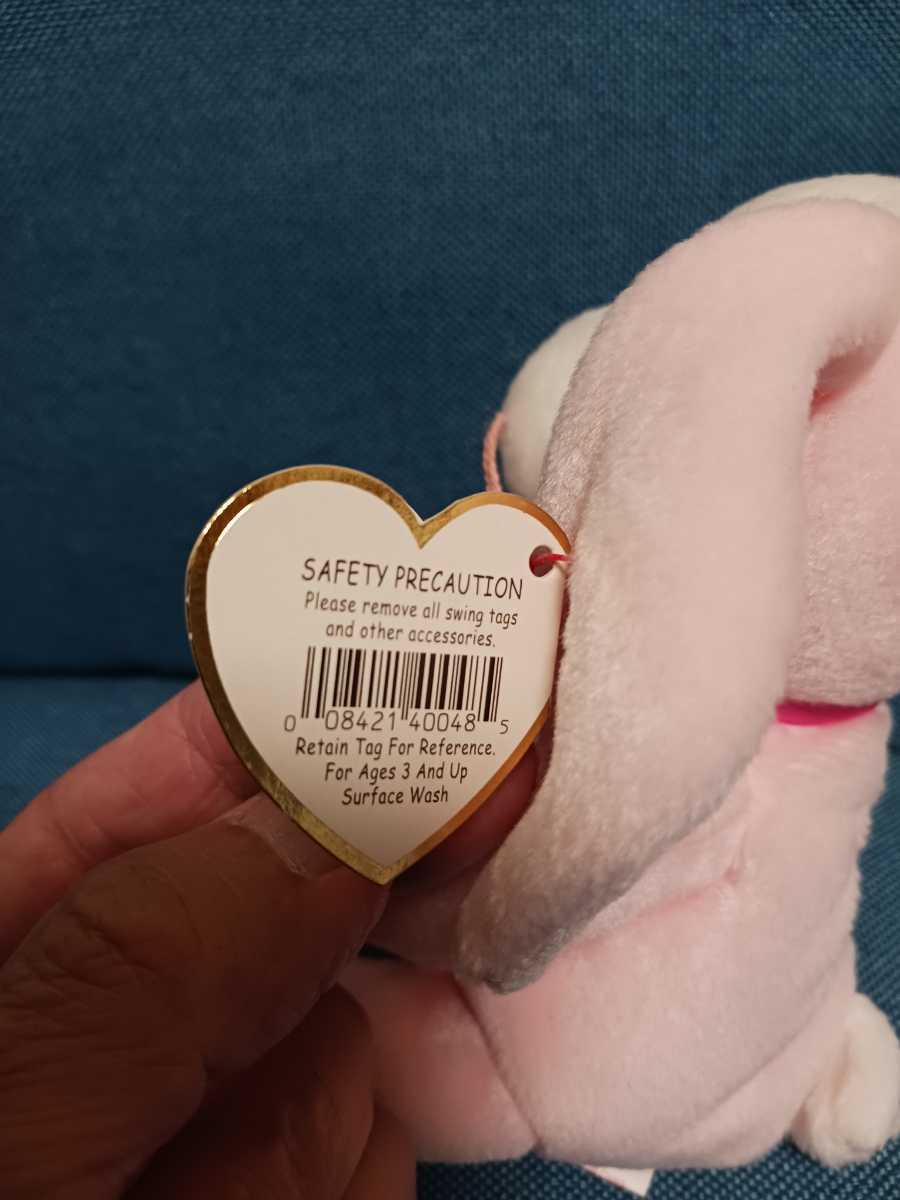 SAFETY PRECAUTION
Please remove all swing tags
and other accessories.
0 08421 40048 5
Retain Tag For Reference.
For Ages 3 And Up
Surface Wash